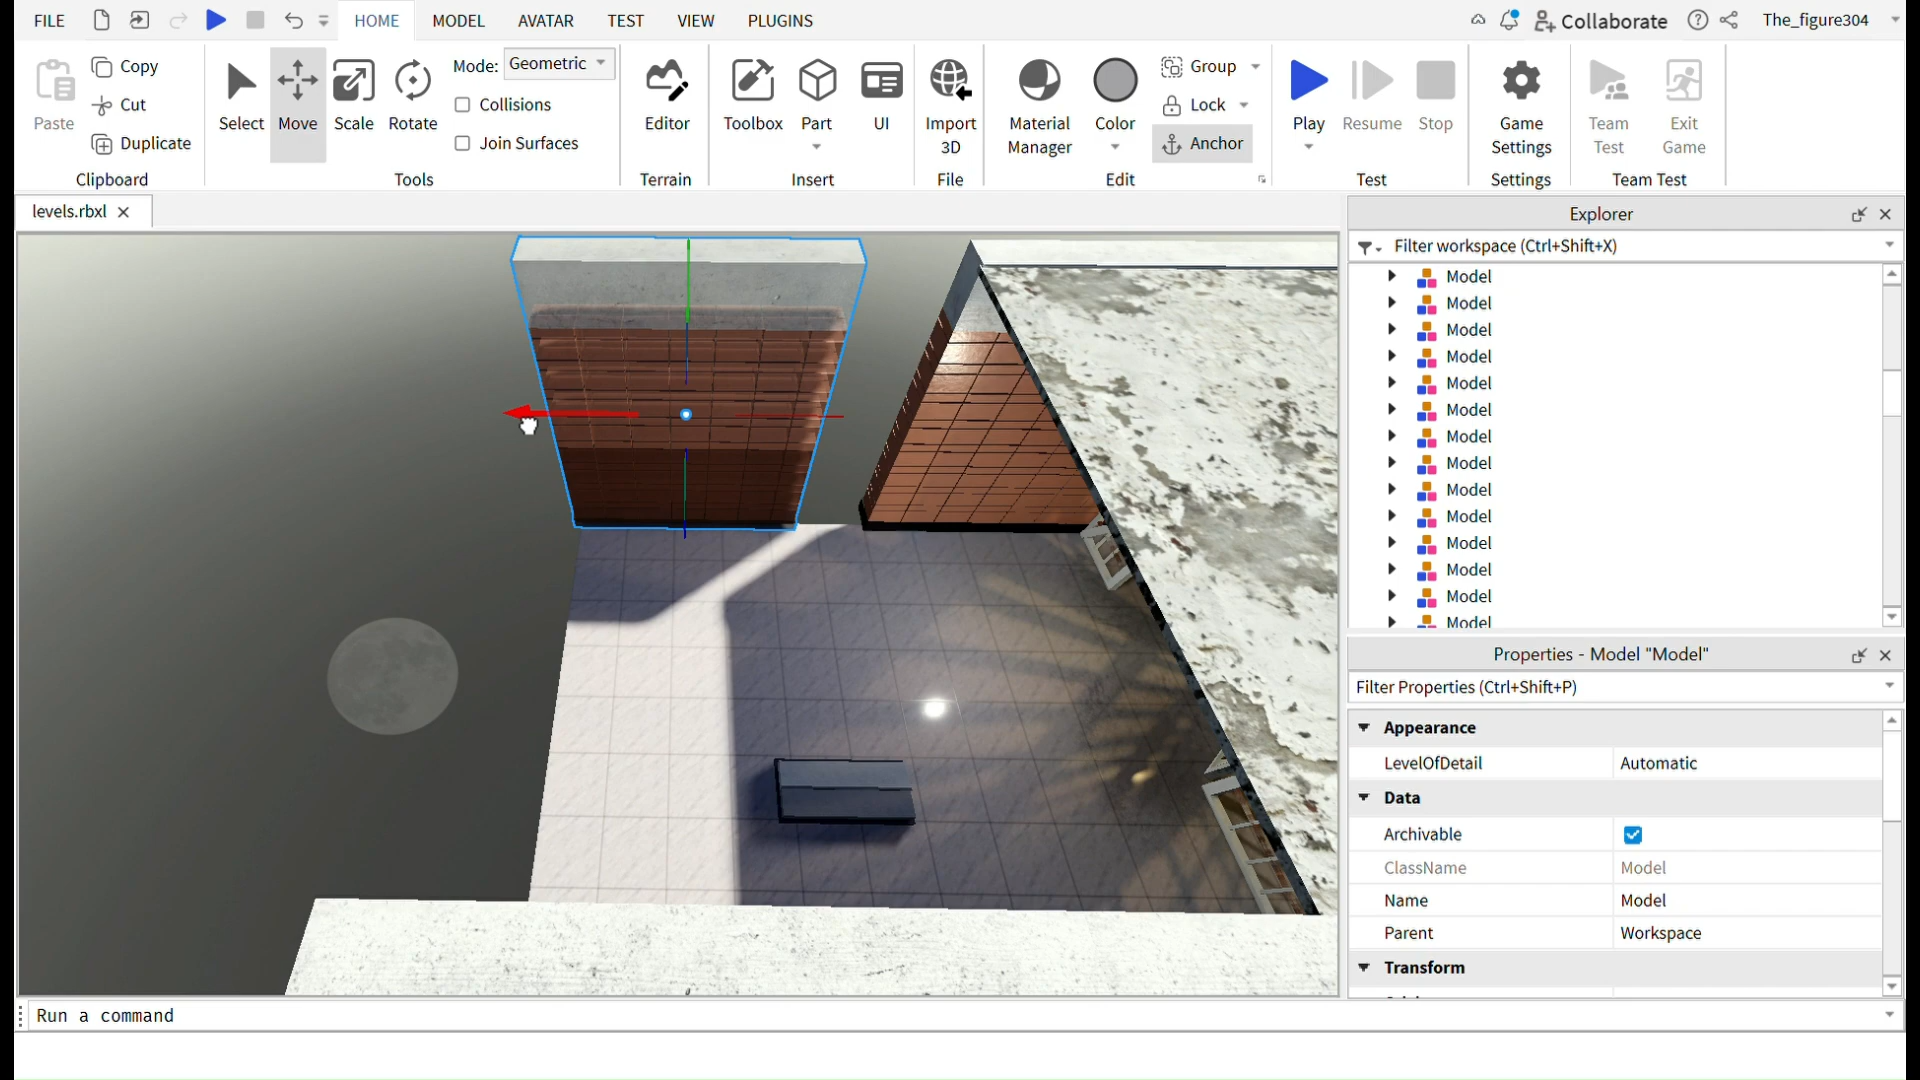 FILE HOME MODEL AVATAR TEST VIEW PLUGINS Collaborate The_figure304
Copy Mode: Geometric Group
Cut Collisions Lock
Paste Select Move Scale Rotate Editor Toolbox Part UI Import Material Color Play Resume Stop Game Team Exit
Duplicate Join Surfaces 3D Manager Anchor Settings Test Game
Clipboard Tools Terrain Insert File Edit Test Settings Team Test
levels.rbxl
Explorer
Filter workspace (Ctrl+Shift+X)
Model
Model
Model
Model
Model
Model
Model
Model
Model
Model
Model
Model
Model
Model
Properties - Model "Model"
Filter Properties (Ctrl+Shift+P)
Appearance
LevelOfDetail Automatic
Data
Archivable
ClassName Model
Name Model
Parent Workspace
Transform
Run a command